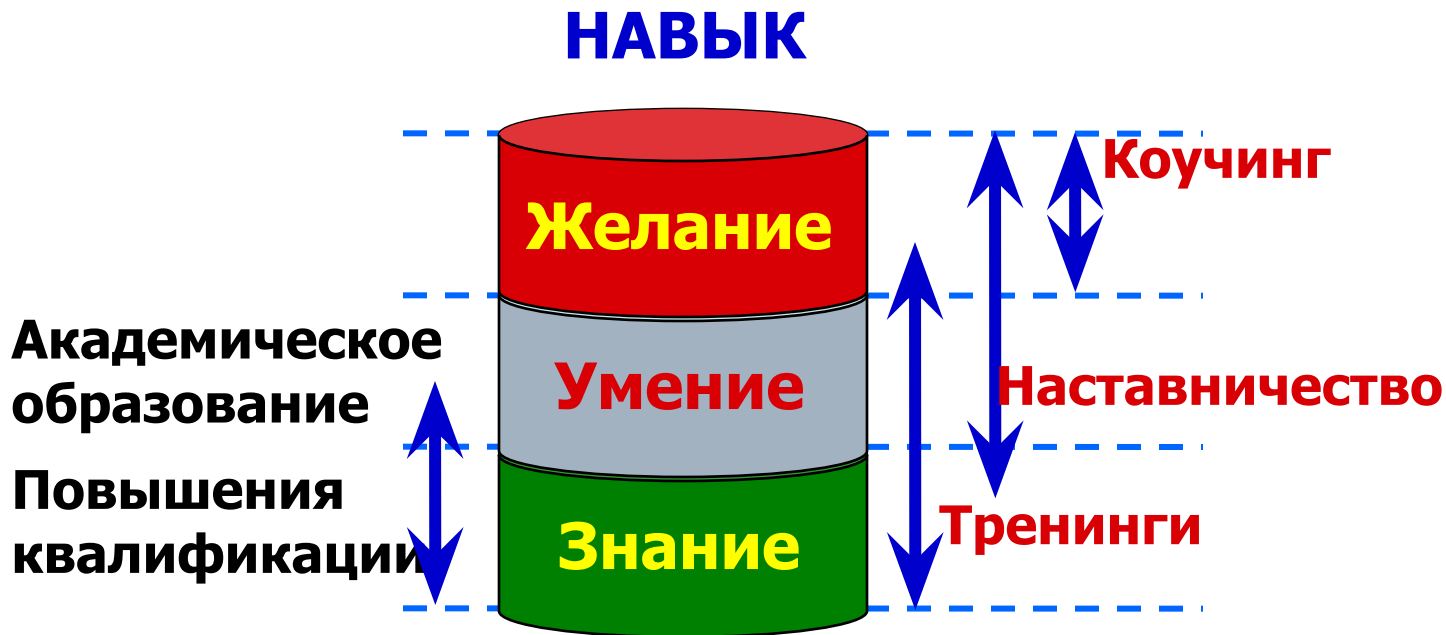 НАВЫК
Коучинг
Желание
Академическое
образование
Умение
Наставничество
Повышения
квалификации
Тренинги
Знание